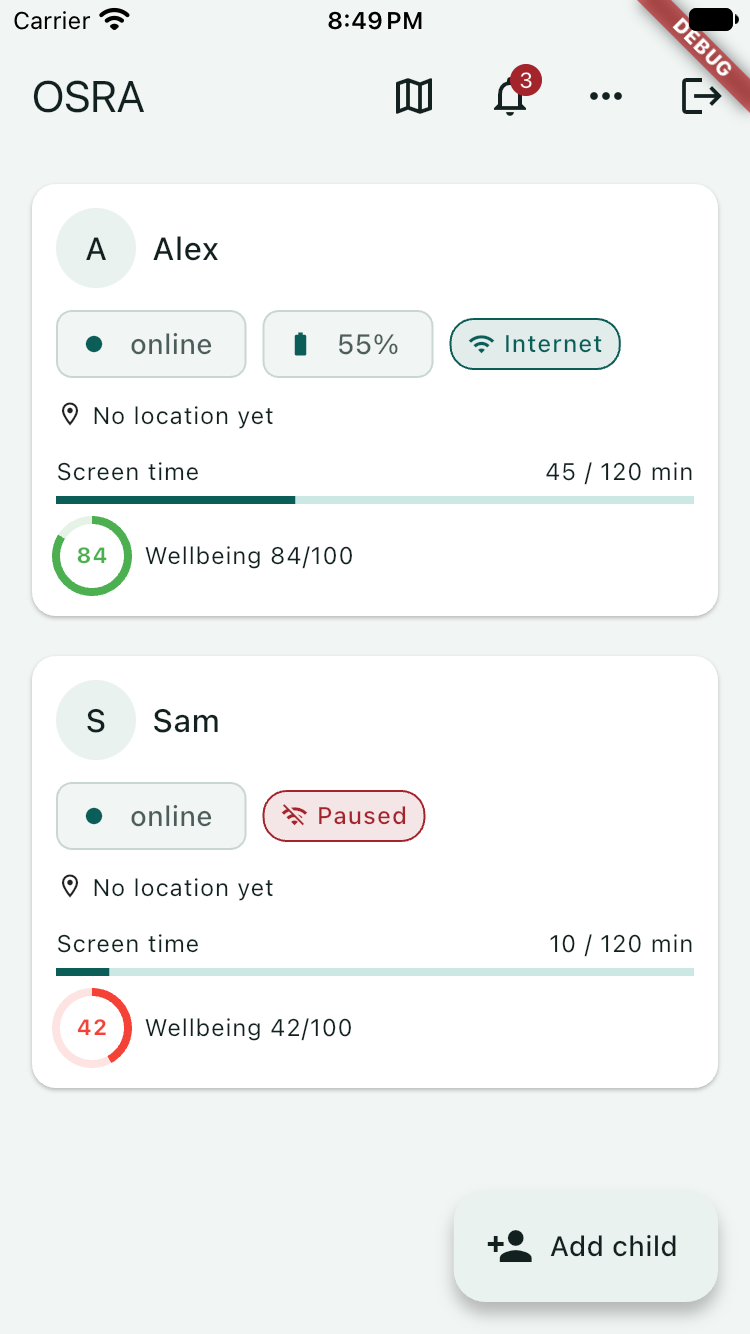 Carrier 8:49 PM
DEBUG
OSRA 3
A Alex
online 55% Internet
No location yet
Screen time 45 / 120 min
84 Wellbeing 84/100
S Sam
online Paused
No location yet
Screen time 10 / 120 min
42 Wellbeing 42/100
Add child